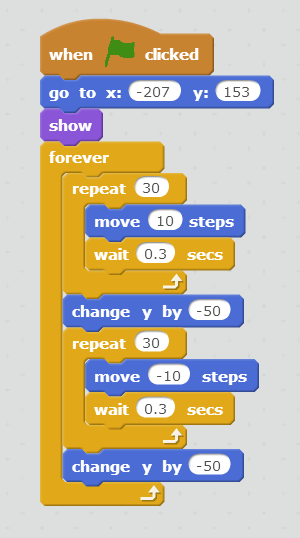 when clicked
go to x: -207 y: 153
show
forever
repeat 30
move 10 steps
wait 0.3 secs
change y by -50
repeat 30
move -10 steps
wait 0.3 secs
change y by -50